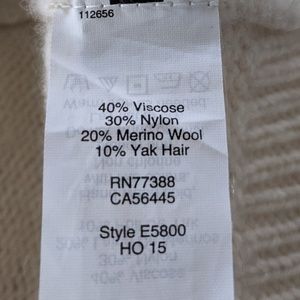 112656
40% Viscose
30% Nylon
20% Merino Wool
10% Yak Hair
RN77388
CA56445
Style E5800
HO 15